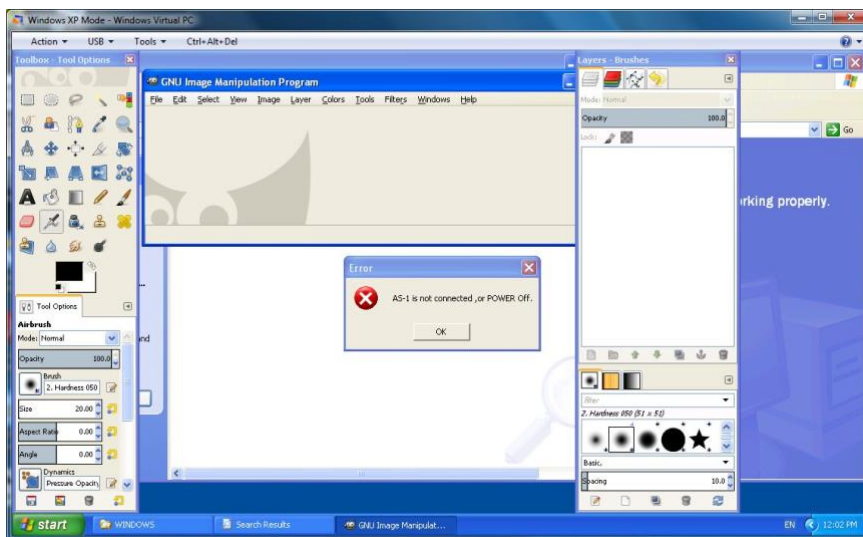 Windows XP Mode - Windows Virtual PC
Action USB Tools Ctrl+Alt+Del
Toolbox - Tool Options
GNU Image Manipulation Program
File Edit Select View Image Layer Colors Tools Filters Windows Help
Layers - Brushes
Mode: Normal
Opacity 100.0
Lock:
Go
rking properly.
Error
AS-1 is not connected ,or POWER Off.
OK
Tool Options
Airbrush
Mode: Normal
Opacity 100.0
Brush
2. Hardness 050
Size 20.00
Aspect Ratio 0.00
Angle 0.00
Dynamics
Pressure Opacity
nd
filter
2. Hardness 050 (51 x 51)
Basic,
Spacing 10.0
start WINDOWS Search Results GNU Image Manipulat... EN 12:02 PM